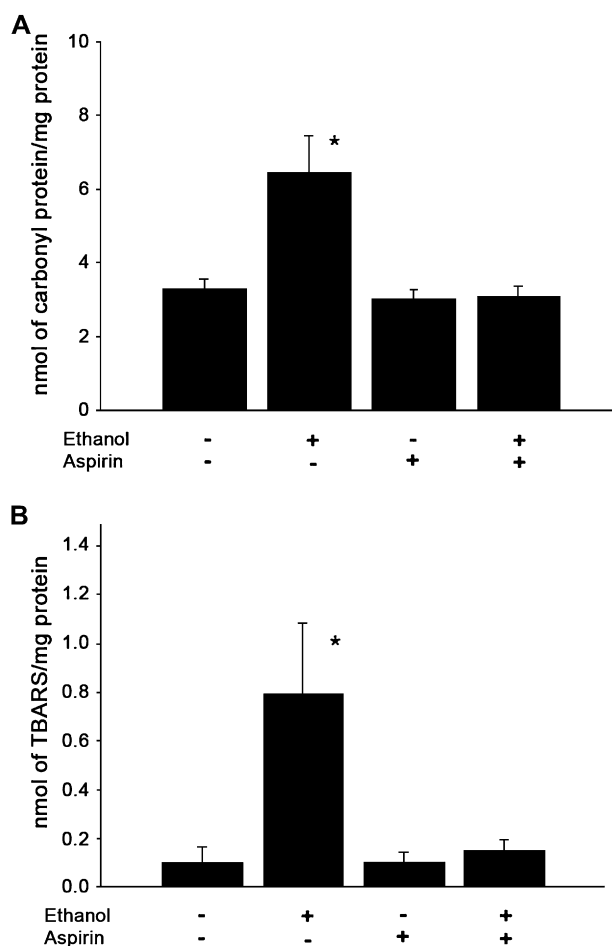 A
nmol of carbonyl protein/mg protein
10
8
6
4
2
0
*
Ethanol - + - +
Aspirin - - + +
B
nmol of TBARS/mg protein
1.4
1.2
1.0
0.8
0.6
0.4
0.2
0.0
*
Ethanol - + - +
Aspirin - - + +